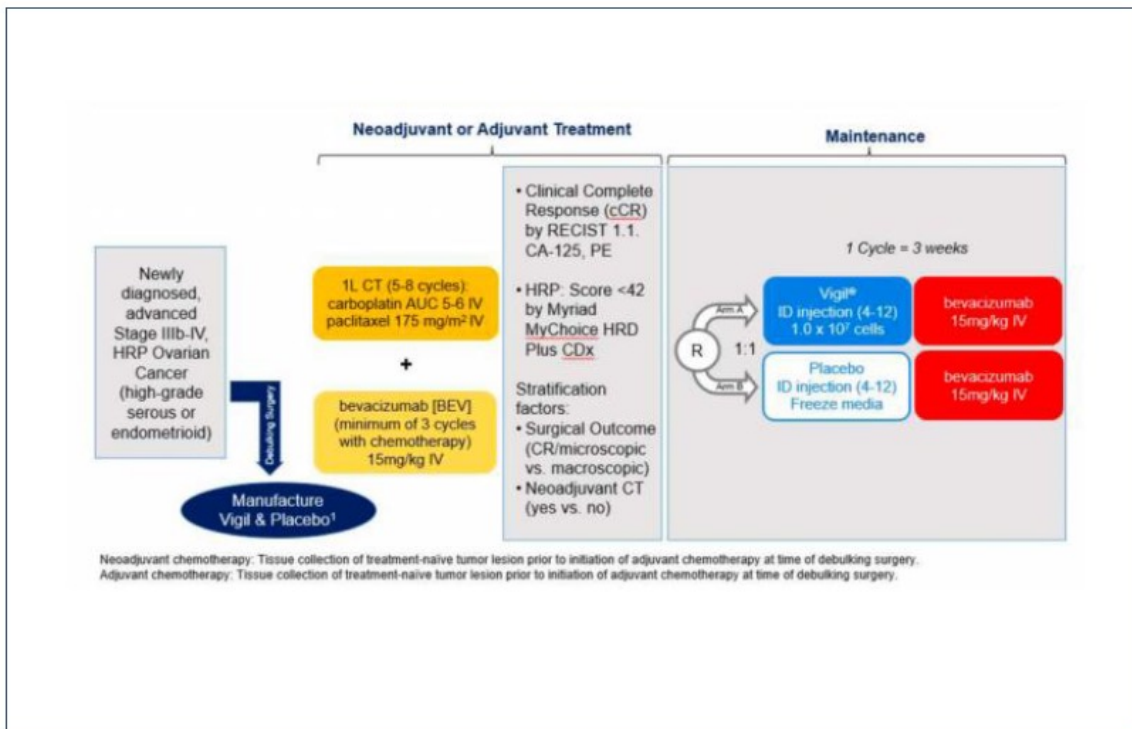 Neoadjuvant or Adjuvant Treatment
Maintenance
Newly
diagnosed,
advanced
Stage IIIb-IV,
HRP Ovarian
Cancer
(high-grade
serous or
endometrioid)
Debulking Surgery
Manufacture
Vigil & Placebo¹
1L CT (5-8 cycles):
carboplatin AUC 5-6 IV
paclitaxel 175 mg/m² IV
+
bevacizumab [BEV]
(minimum of 3 cycles
with chemotherapy)
15mg/kg IV
• Clinical Complete
Response (cCR)
by RECIST 1.1.
CA-125, PE
• HRP: Score <42
by Myriad
MyChoice HRD
Plus CDx
Stratification
factors:
• Surgical Outcome
(CR/microscopic
vs. macroscopic)
• Neoadjuvant CT
(yes vs. no)
1 Cycle = 3 weeks
R
1:1
Arm A
Arm B
Vigil®
ID injection (4-12)
1.0 x 10⁷ cells
bevacizumab
15mg/kg IV
Placebo
ID injection (4-12)
Freeze media
bevacizumab
15mg/kg IV
Neoadjuvant chemotherapy: Tissue collection of treatment-naïve tumor lesion prior to initiation of adjuvant chemotherapy at time of debulking surgery.
Adjuvant chemotherapy: Tissue collection of treatment-naïve tumor lesion prior to initiation of adjuvant chemotherapy at time of debulking surgery.